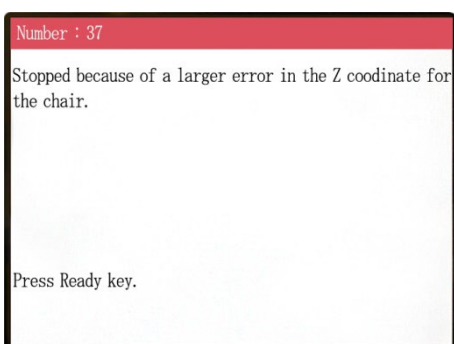 Number : 37
Stopped because of a larger error in the Z coodinate for
the chair.
Press Ready key.